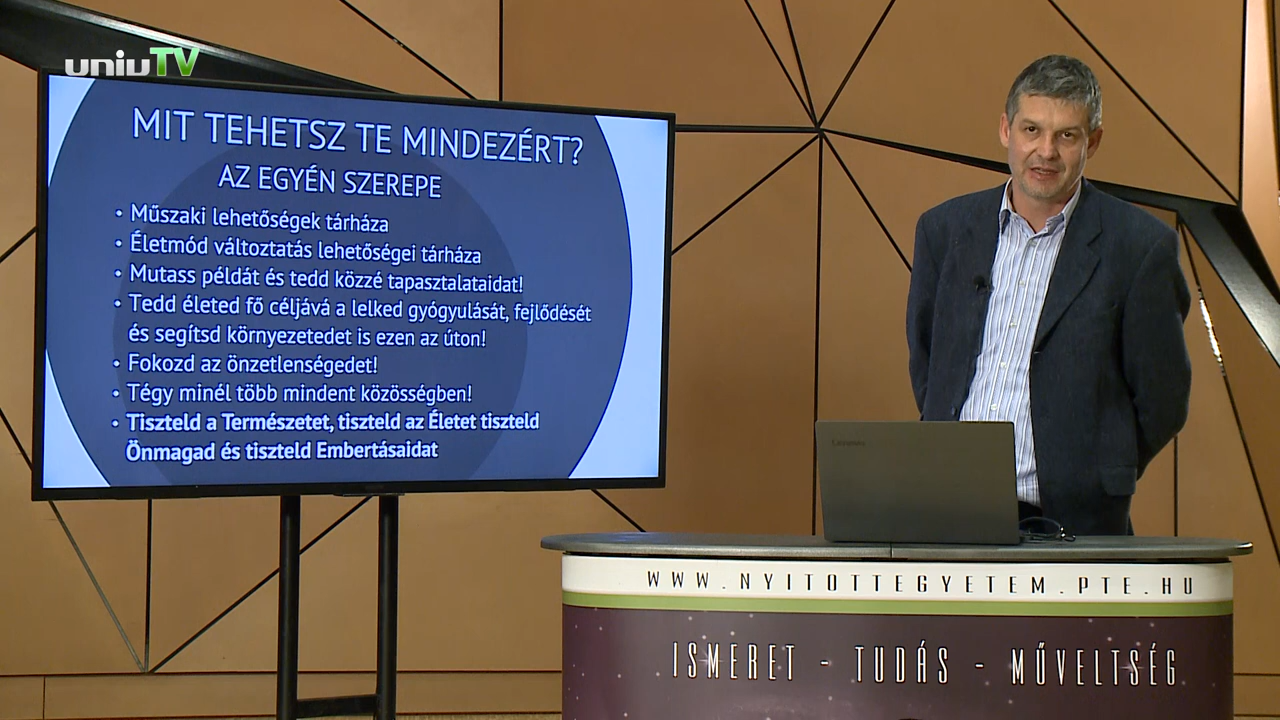 uniuTV
MIT TEHETSZ TE MINDEZÉRT?
AZ EGYÉN SZEREPE
• Műszaki lehetőségek tárháza
• Életmód változtatás lehetőségei tárháza
• Mutass példát és tedd közzé tapasztalataidat!
• Tedd életed fő céljává a lelked gyógyulását, fejlődését
és segítsd környezetedet is ezen az úton!
• Fokozd az önzetlenségedet!
• Tégy minél több mindent közösségben!
• Tiszteld a Természetet, tiszteld az Életet tiszteld
Önmagad és tiszteld Embertásaidat
Lenovo
WWW.NYITOTTEGYETEM.PTE.HU
ISMERET - TUDÁS - MŰVELTSÉG